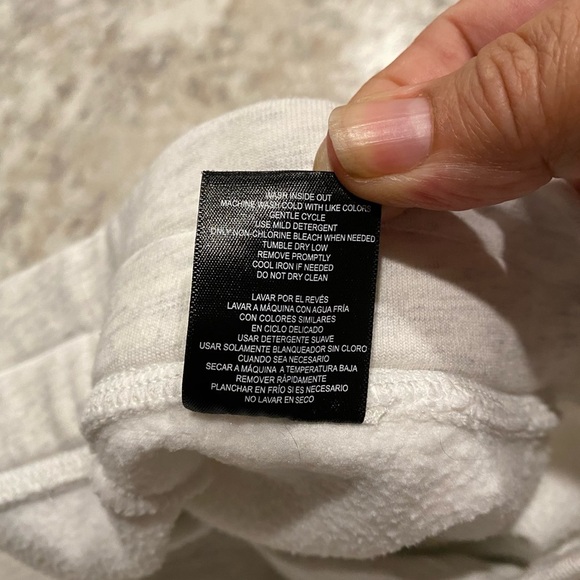 WASH INSIDE OUT
MACHINE WASH COLD WITH LIKE COLORS
GENTLE CYCLE
USE MILD DETERGENT
ONLY NON-CHLORINE BLEACH WHEN NEEDED
TUMBLE DRY LOW
REMOVE PROMPTLY
COOL IRON IF NEEDED
DO NOT DRY CLEAN
LAVAR POR EL REVÉS
LAVAR A MÁQUINA CON AGUA FRÍA
CON COLORES SIMILARES
EN CICLO DELICADO
USAR DETERGENTE SUAVE
USAR SOLAMENTE BLANQUEADOR SIN CLORO
CUANDO SEA NECESARIO
SECAR A MÁQUINA A TEMPERATURA BAJA
REMOVER RÁPIDAMENTE
PLANCHAR EN FRÍO SI ES NECESARIO
NO LAVAR EN SECO